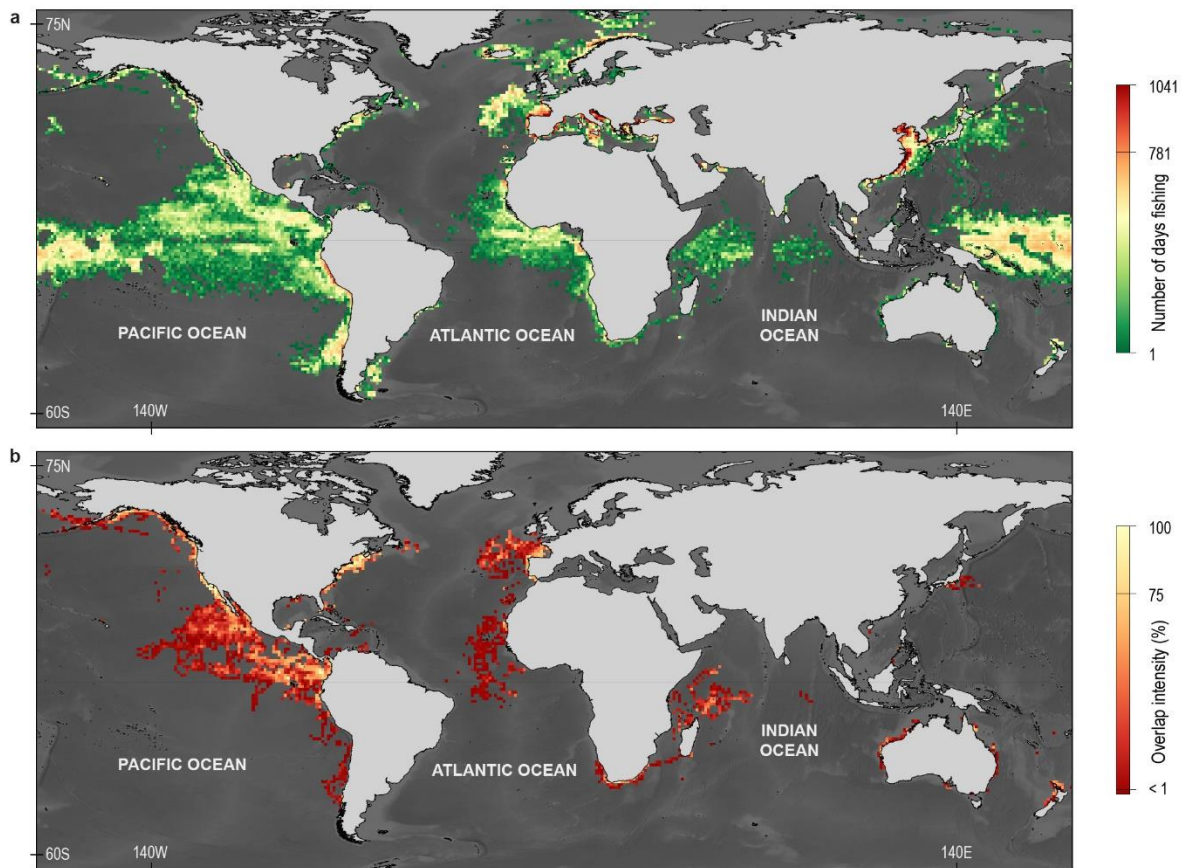 a
75N
PACIFIC OCEAN
ATLANTIC OCEAN
INDIAN
OCEAN
60S
140W
140E
1041
781
1
Number of days fishing
b
75N
PACIFIC OCEAN
ATLANTIC OCEAN
INDIAN
OCEAN
60S
140W
140E
100
75
< 1
Overlap intensity (%)